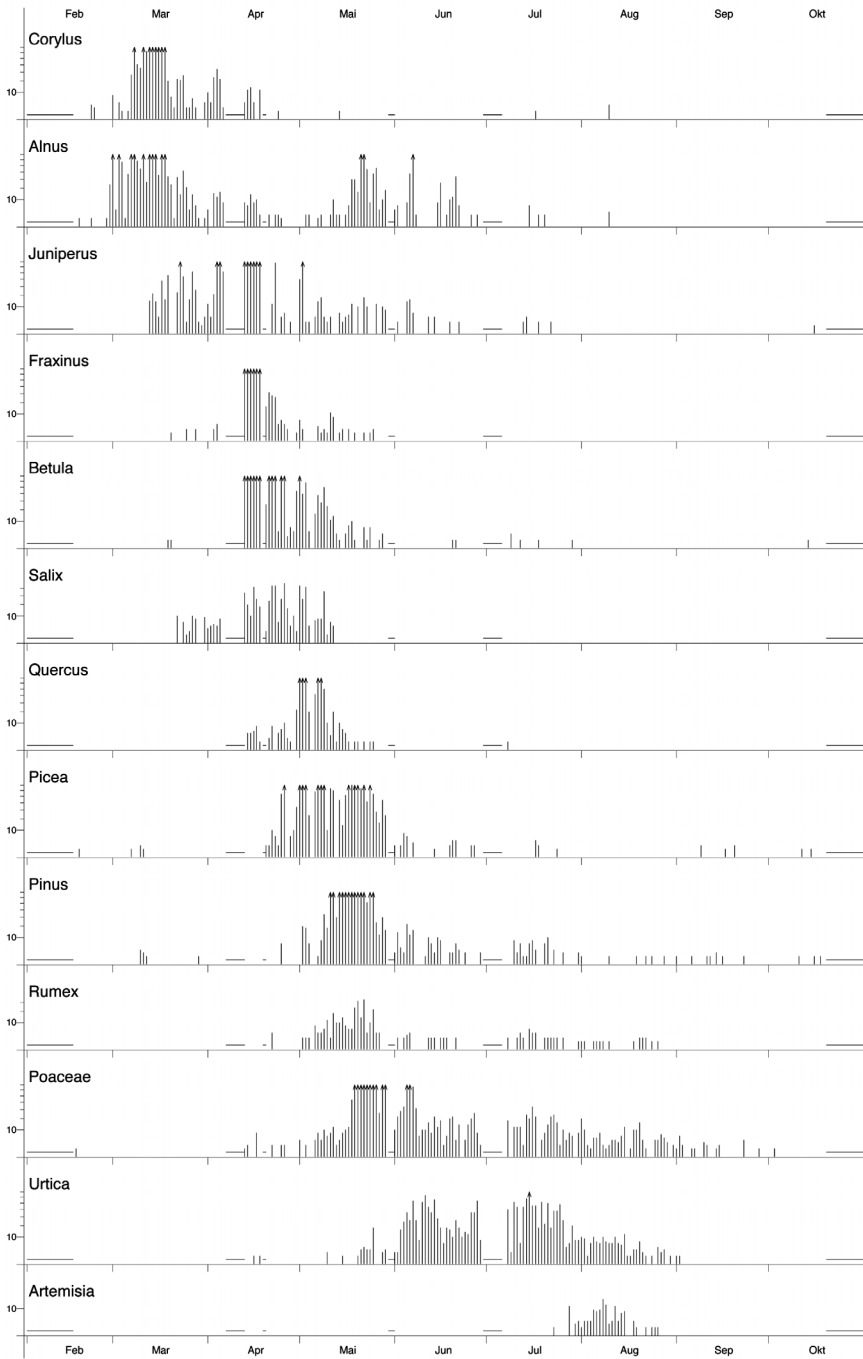 Feb Mar Apr Mai Jun Jul Aug Sep Okt
Corylus
10
Alnus
10
Juniperus
10
Fraxinus
10
Betula
10
Salix
10
Quercus
10
Picea
10
Pinus
10
Rumex
10
Poaceae
10
Urtica
10
Artemisia
10
Feb Mar Apr Mai Jun Jul Aug Sep Okt